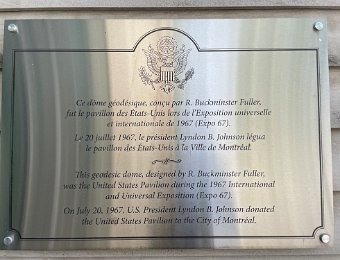 Ce dôme géodésique, conçu par R. Buckminster Fuller,
fut le pavillon des États-Unis lors de l'Exposition universelle
et internationale de 1967 (Expo 67).
Le 20 juillet 1967, le président Lyndon B. Johnson légua
le pavillon des États-Unis à la Ville de Montréal.
This geodesic dome, designed by R. Buckminster Fuller,
was the United States Pavilion during the 1967 International
and Universal Exposition (Expo 67).
On July 20, 1967, U.S. President Lyndon B. Johnson donated
the United States Pavilion to the City of Montréal.